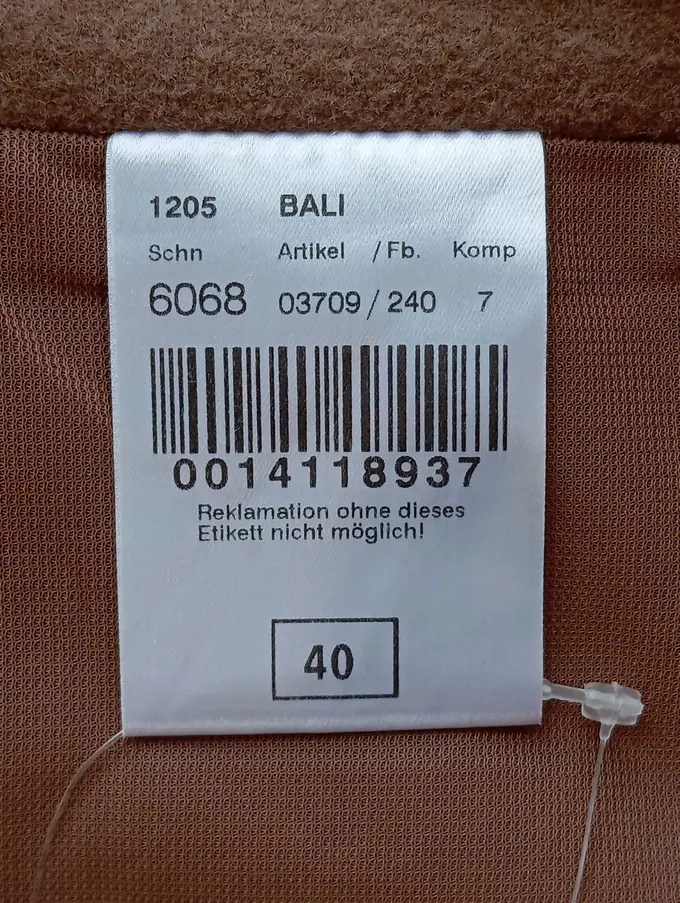 1205 BALI
Schn Artikel / Fb. Komp
6068 03709 / 240 7
0014118937
Reklamation ohne dieses
Etikett nicht möglich!
40